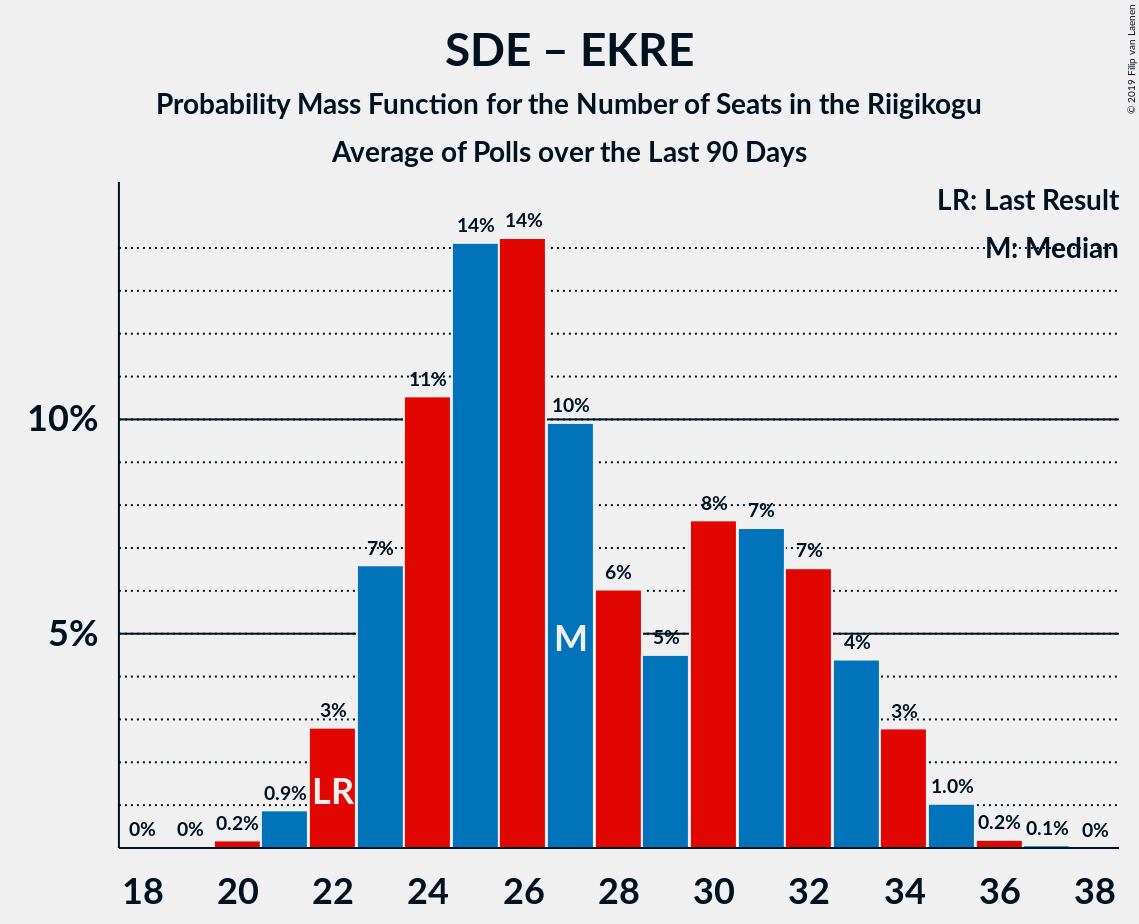 SDE – EKRE
Probability Mass Function for the Number of Seats in the Riigikogu
Average of Polls over the Last 90 Days
© 2019 Filip van Laenen
LR: Last Result
M: Median
10%
5%
0%
0%
0.2%
0.9%
3%
7%
11%
14%
14%
10%
6%
5%
8%
7%
7%
4%
3%
1.0%
0.2%
0.1%
0%
LR
M
18 20 22 24 26 28 30 32 34 36 38